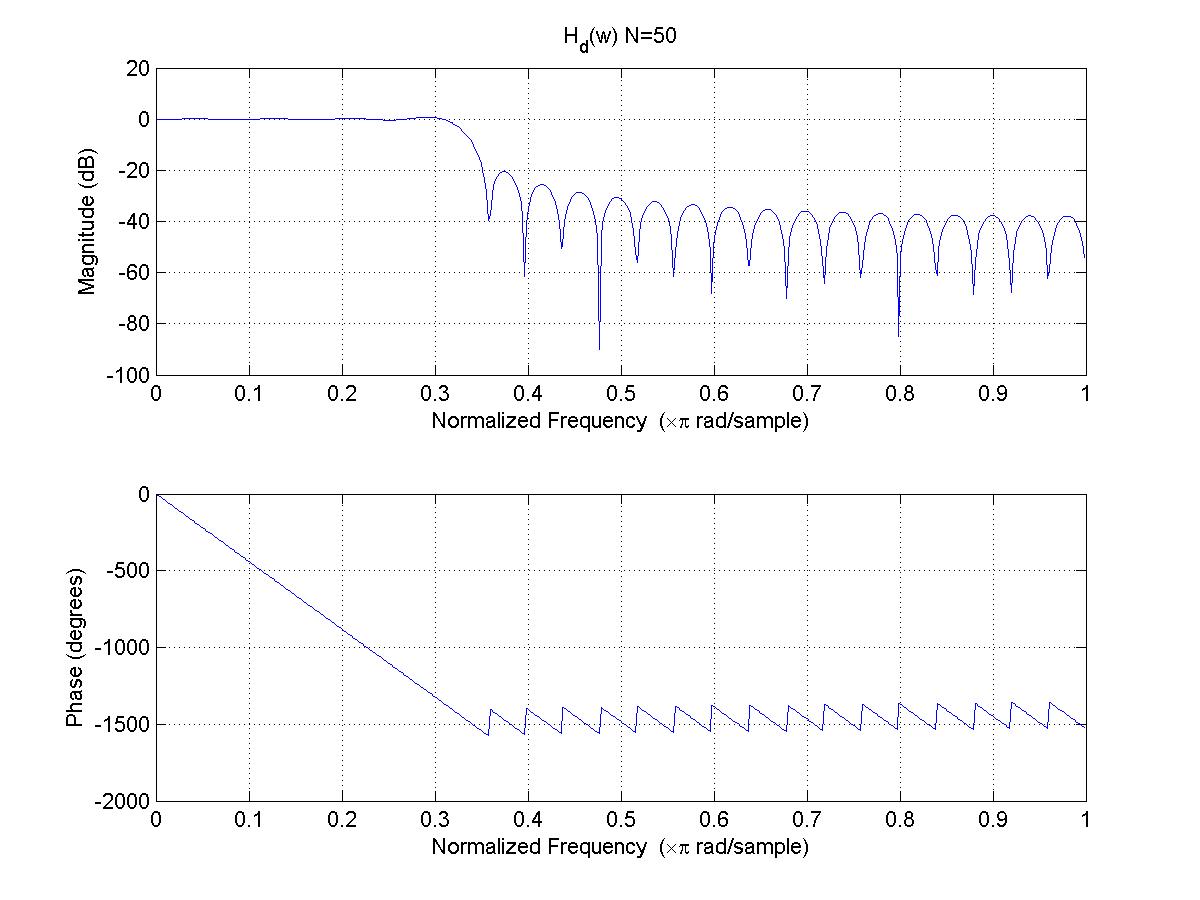 H_d(w) N=50
20
0
-20
-40
-60
-80
-100
Magnitude (dB)
0 0.1 0.2 0.3 0.4 0.5 0.6 0.7 0.8 0.9 1
Normalized Frequency (×π rad/sample)
0
-500
-1000
-1500
-2000
Phase (degrees)
0 0.1 0.2 0.3 0.4 0.5 0.6 0.7 0.8 0.9 1
Normalized Frequency (×π rad/sample)